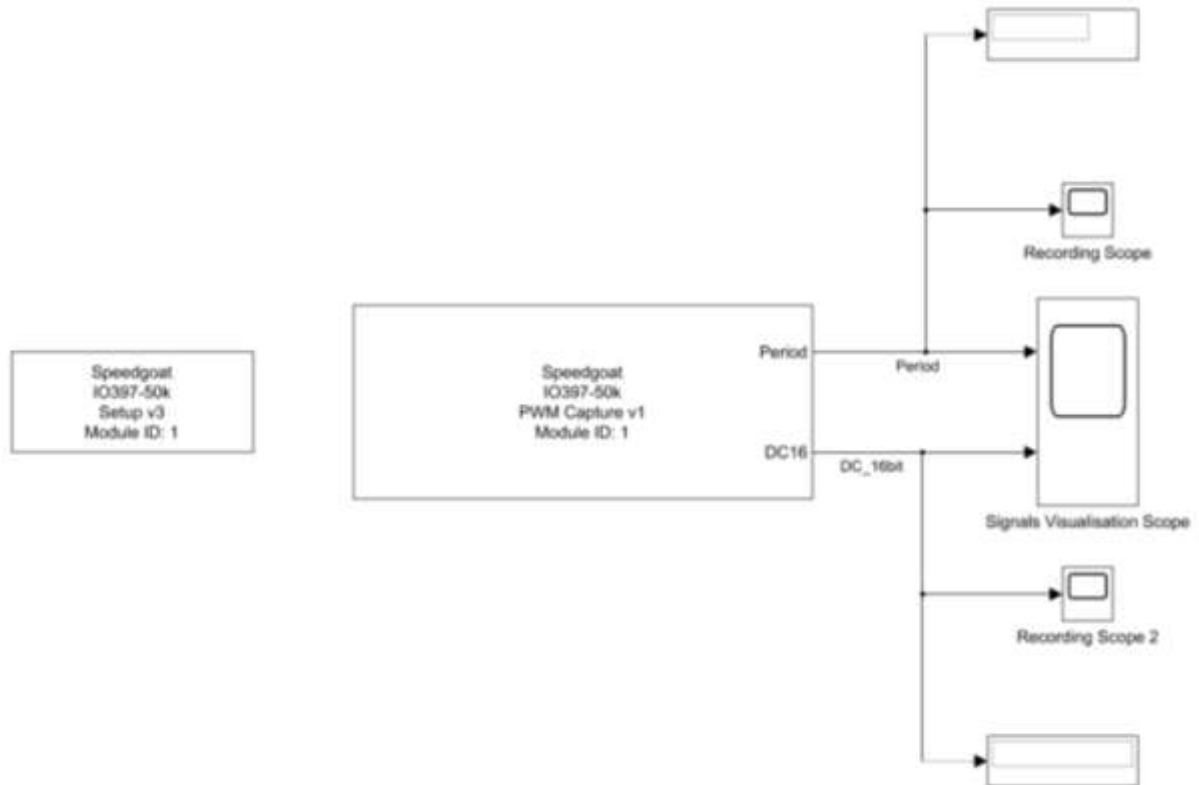 Recording Scope
Speedgoat
IO397-50k
Setup v3
Module ID: 1
Speedgoat
IO397-50k
PWM Capture v1
Module ID: 1
Period
DC16
Period
DC_16bit
Signals Visualisation Scope
Recording Scope 2